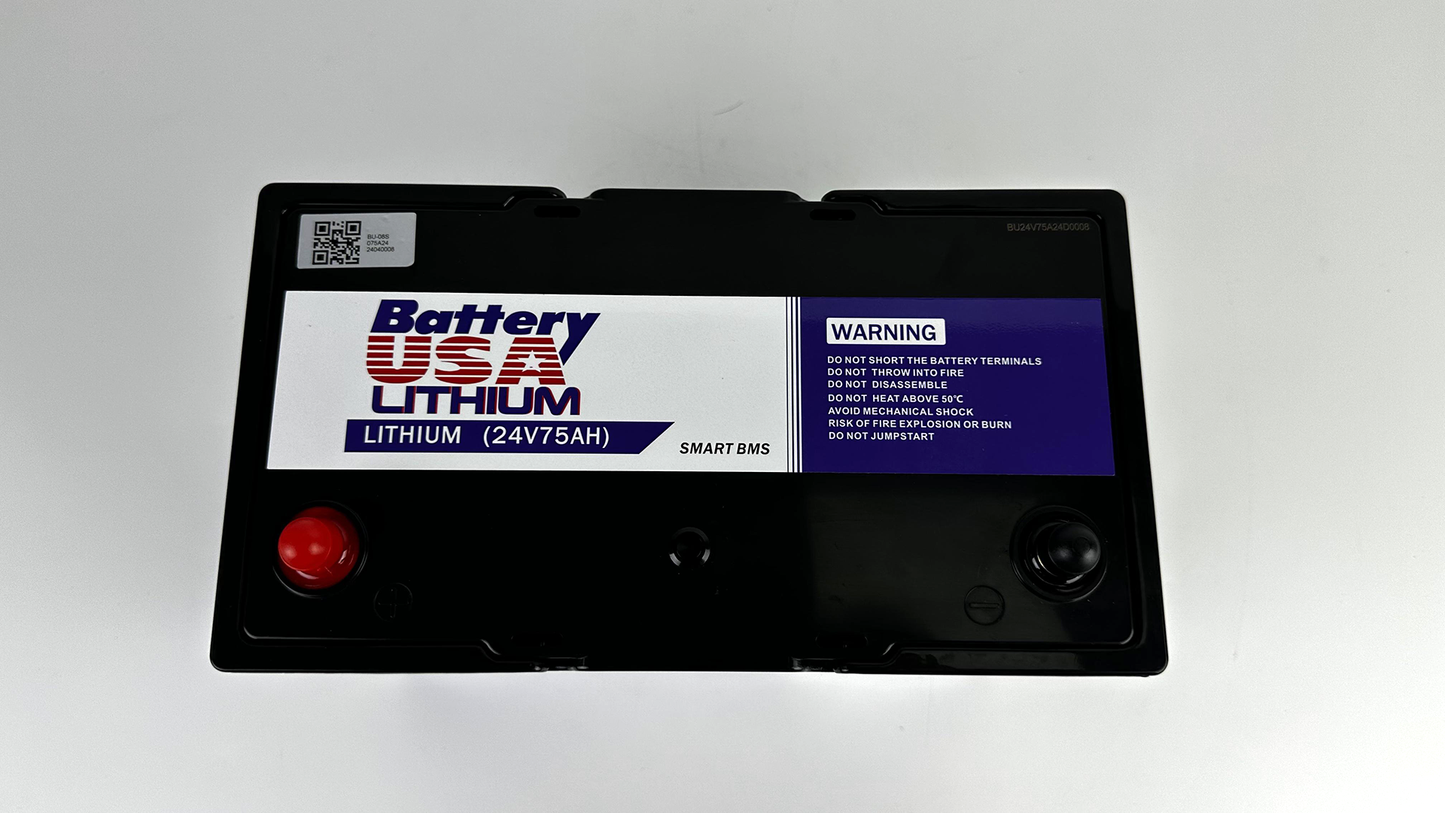 BU-08S
075A24
24040008
BU24V75A24D0008
Battery
USA
LITHIUM
LITHIUM (24V75AH)
SMART BMS
WARNING
DO NOT SHORT THE BATTERY TERMINALS
DO NOT THROW INTO FIRE
DO NOT DISASSEMBLE
DO NOT HEAT ABOVE 50℃
AVOID MECHANICAL SHOCK
RISK OF FIRE EXPLOSION OR BURN
DO NOT JUMPSTART